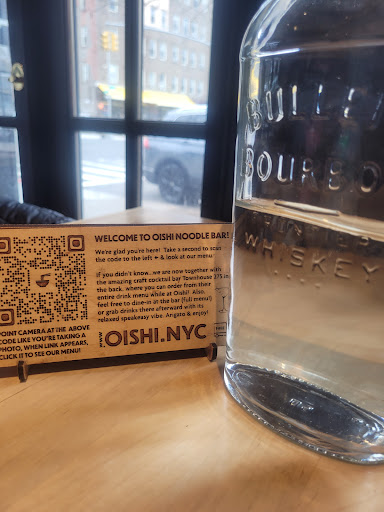 WELCOME TO OISHI NOODLE BAR!
We're glad you're here! Take a second to scan
the code to the left & look at our menu
If you didn't know..we are now together with
the amazing craft cocktail bar Townhouse 275 in
the back, where you can order from their
entire drink menu while at Oishi! Also,
feel free to dine-in in the bar (full menu!)
or grab drinks there afterward with its
relaxed speakeasy vibe. Arigato & enjoy!
OISHI.NYC
POINT CAMERA AT THE ABOVE
CODE LIKE YOU'RE TAKING A
PHOTO, WHEN LINK APPEARS,
CLICK IT TO SEE OUR MENU!
BULLEI
BOURBO
WHISKEY